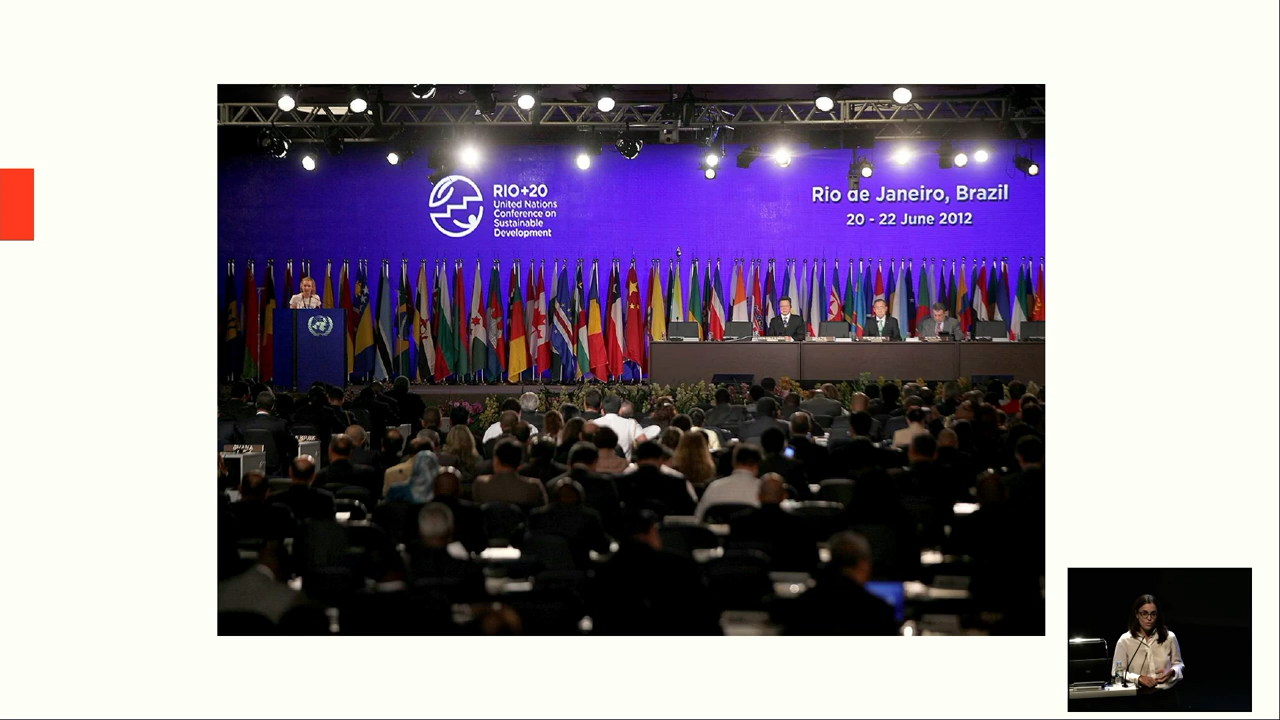 RIO+20
United Nations
Conference on
Sustainable
Development
Rio de Janeiro, Brazil
20 - 22 June 2012